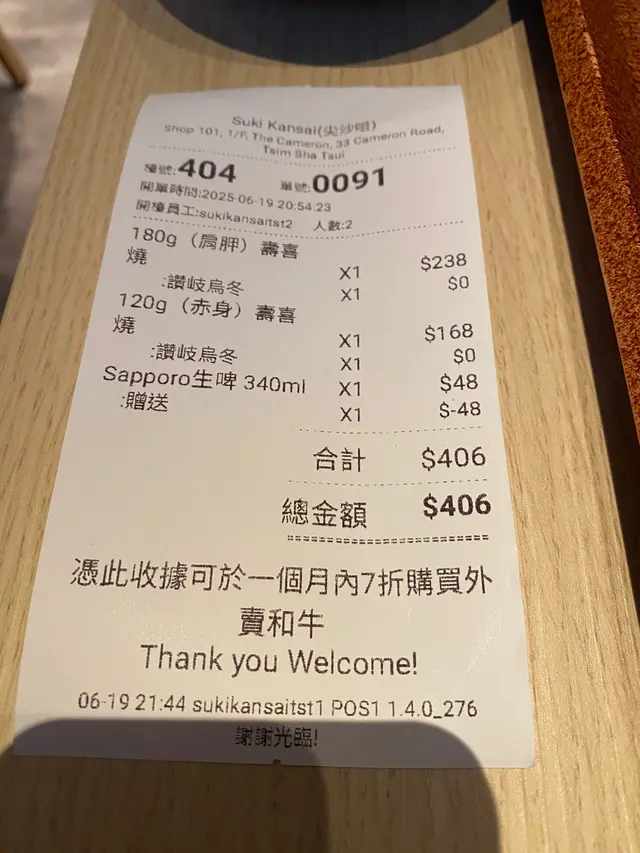 Suki Kansai(尖沙咀)
Shop 101, 1/F, The Cameron, 33 Cameron Road,
Tsim Sha Tsui
檯號:404 單號:0091
開單時間:2025-06-19 20:54:23
開檯員工:sukikansaitst2 人數:2
180g（肩胛）壽喜
燒 X1 $238
:讚岐烏冬 X1 $0
120g（赤身）壽喜
燒 X1 $168
:讚岐烏冬 X1 $0
Sapporo生啤 340ml X1 $48
:贈送 X1 $-48
合計 $406
總金額 $406
憑此收據可於一個月內7折購買外
賣和牛
Thank you Welcome!
06-19 21:44 sukikansaitst1 POS1 1.4.0_276
謝謝光臨!